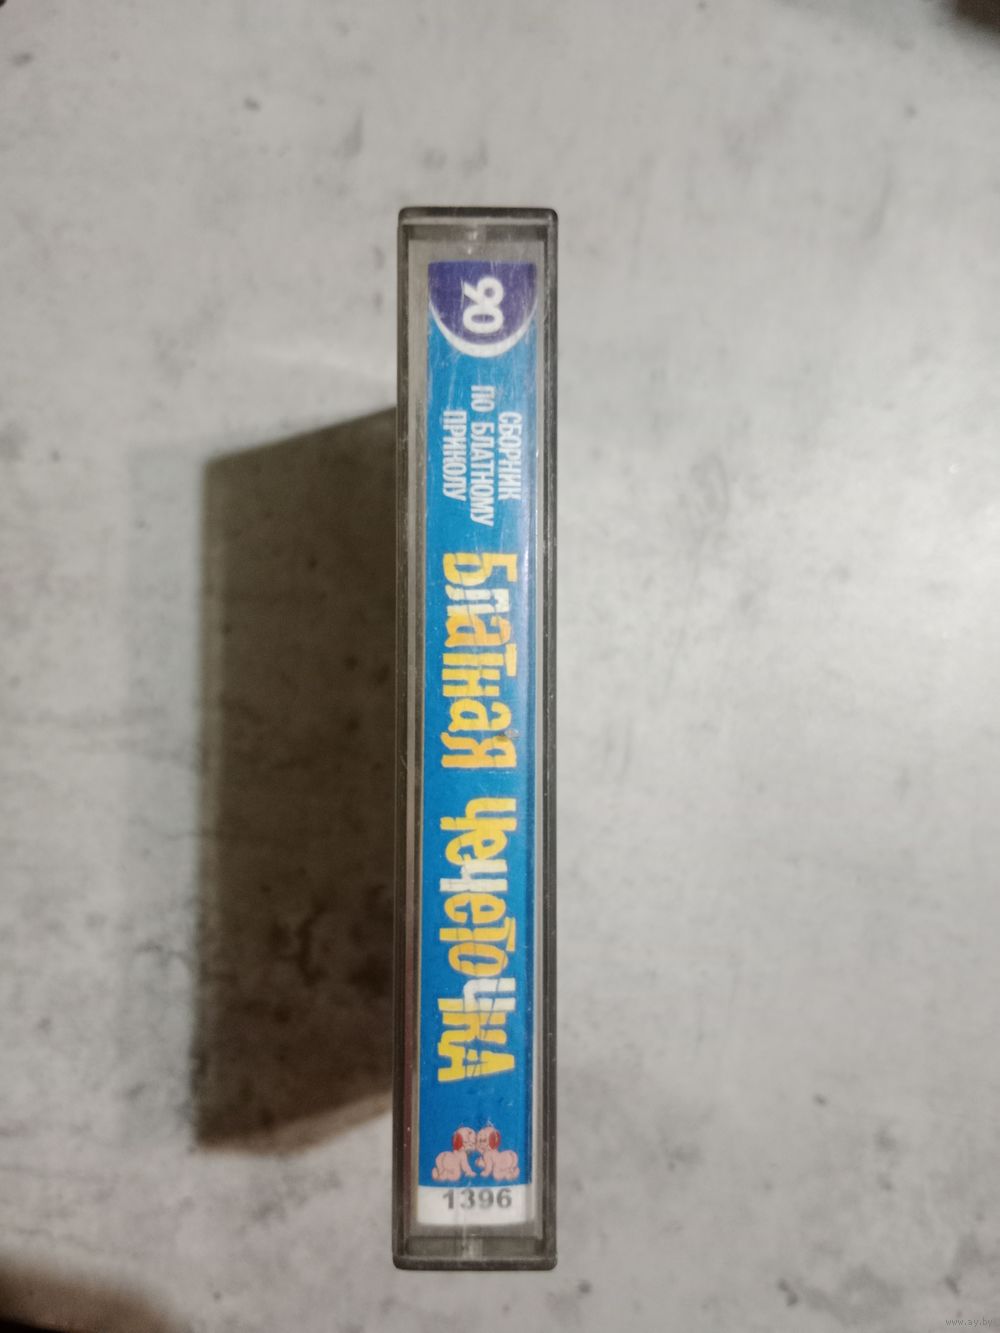 90
СБОРНИК
ПО БЛАТНОМУ
ПРИКОЛУ
БЛАТНАЯ ЧЕЧЕТОЧКА
1396
www.ay.by